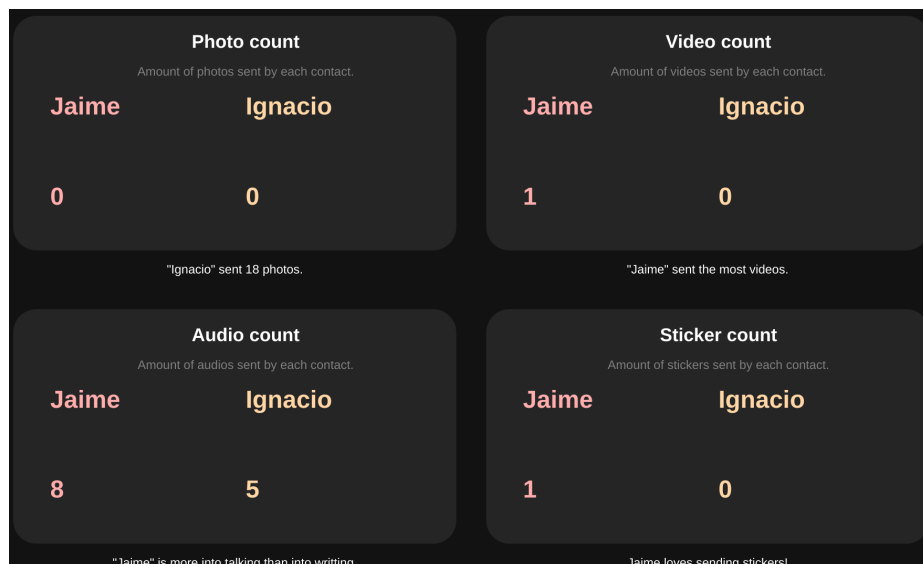 Photo count
Amount of photos sent by each contact.
Jaime Ignacio
0 0
"Ignacio" sent 18 photos.
Video count
Amount of videos sent by each contact.
Jaime Ignacio
1 0
"Jaime" sent the most videos.
Audio count
Amount of audios sent by each contact.
Jaime Ignacio
8 5
"Jaime" is more into talking than into writting
Sticker count
Amount of stickers sent by each contact.
Jaime Ignacio
1 0
Jaime loves sending stickers!